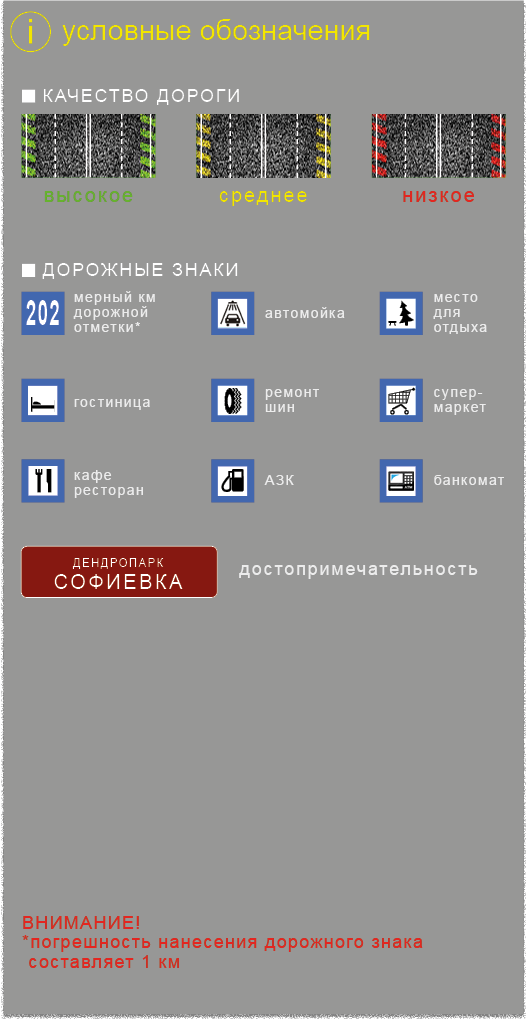 i условные обозначения
КАЧЕСТВО ДОРОГИ
высокое среднее низкое
ДОРОЖНЫЕ ЗНАКИ
202
мерный км
дорожной
отметки*
автомойка
место
для
отдыха
гостиница
ремонт
шин
супер-
маркет
кафе
ресторан
АЗК
банкомат
ДЕНДРОПАРК
СОФИЕВКА
достопримечательность
ВНИМАНИЕ!
*погрешность нанесения дорожного знака
составляет 1 км